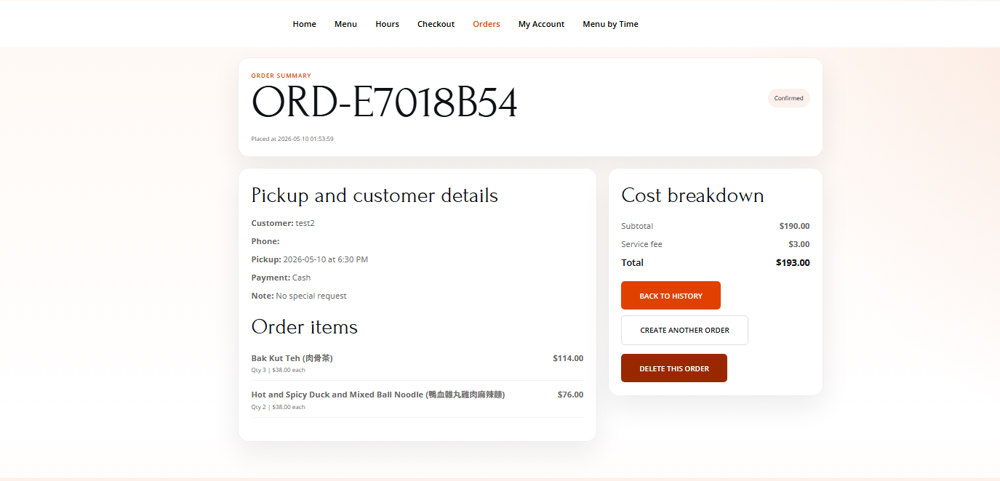 Home Menu Hours Checkout Orders My Account Menu by Time
ORDER SUMMARY
ORD-E7018B54
Confirmed
Placed at 2026-05-10 01:53:59
Pickup and customer details
Customer: test2
Phone:
Pickup: 2026-05-10 at 6:30 PM
Payment: Cash
Note: No special request
Order items
Bak Kut Teh (肉骨茶) $114.00
Qty 3 | $38.00 each
Hot and Spicy Duck and Mixed Ball Noodle (鴨血雜丸雞肉麻辣麵) $76.00
Qty 2 | $38.00 each
Cost breakdown
Subtotal $190.00
Service fee $3.00
Total $193.00
BACK TO HISTORY
CREATE ANOTHER ORDER
DELETE THIS ORDER